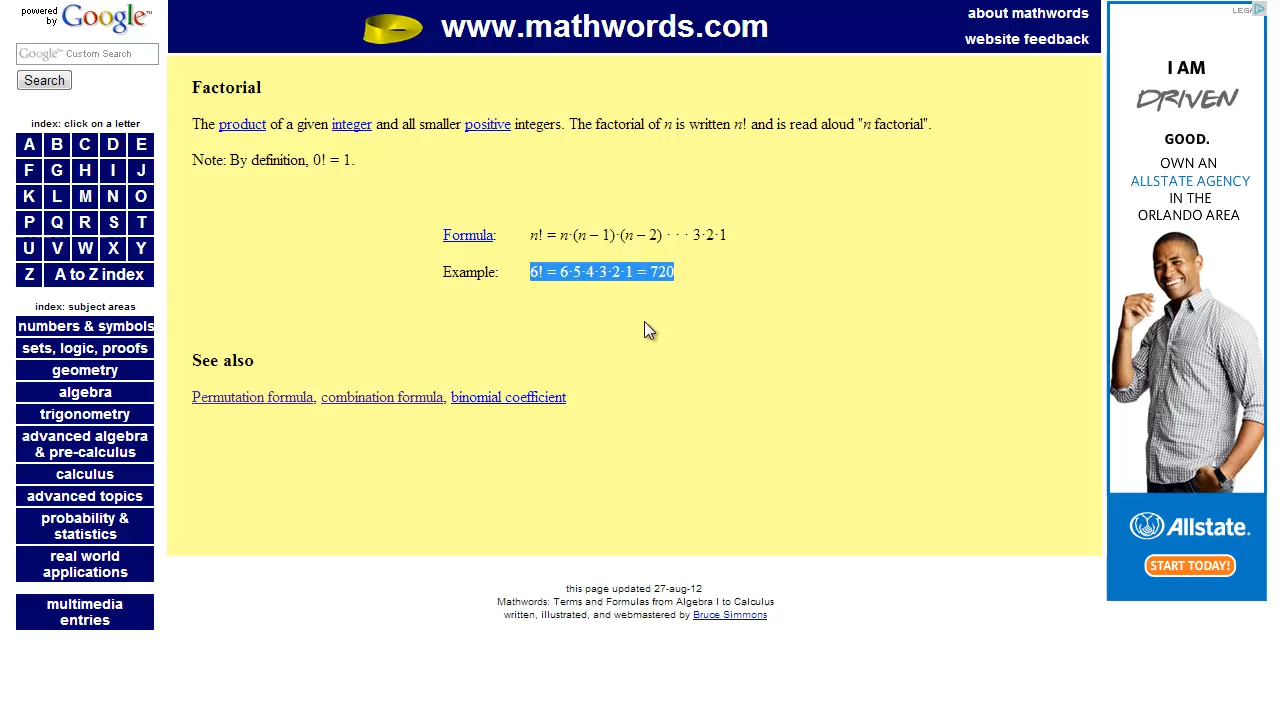 powered by Google™
Google™ Custom Search
Search
index: click on a letter
A B C D E
F G H I J
K L M N O
P Q R S T
U V W X Y
Z A to Z index
index: subject areas
numbers & symbols
sets, logic, proofs
geometry
algebra
trigonometry
advanced algebra
& pre-calculus
calculus
advanced topics
probability &
statistics
real world
applications
multimedia
entries
www.mathwords.com
about mathwords
website feedback
Factorial
The product of a given integer and all smaller positive integers. The factorial of n is written n! and is read aloud "n factorial".
Note: By definition, 0! = 1.
Formula: n! = n·(n – 1)·(n – 2) · · · 3·2·1
Example: 6! = 6·5·4·3·2·1 = 720
See also
Permutation formula, combination formula, binomial coefficient
this page updated 27-aug-12
Mathwords: Terms and Formulas from Algebra I to Calculus
written, illustrated, and webmastered by Bruce Simmons
I AM
DRIVEN
GOOD.
OWN AN
ALLSTATE AGENCY
IN THE
ORLANDO AREA
Allstate.
START TODAY!